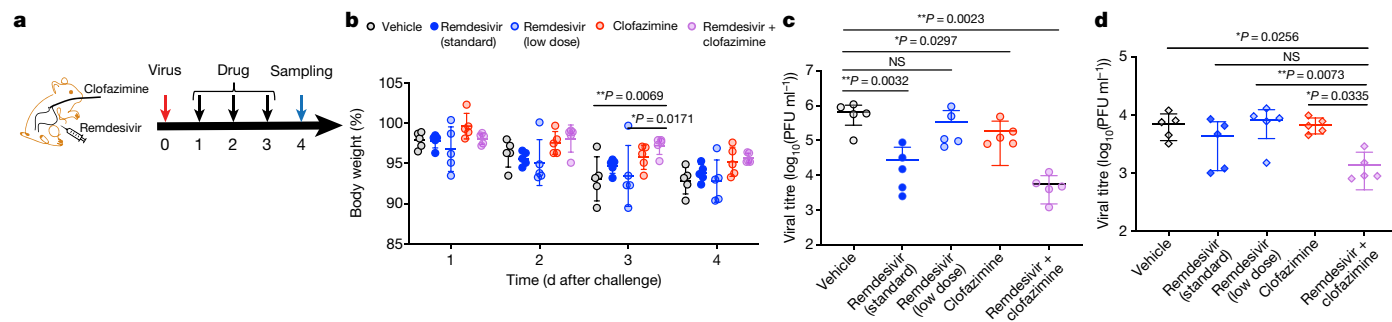 a
Clofazimine
Remdesivir
Virus
Drug
Sampling
0
1
2
3
4
b
Vehicle
Remdesivir
(standard)
Remdesivir
(low dose)
Clofazimine
Remdesivir +
clofazimine
Body weight (%)
105
100
95
90
85
**P = 0.0069
*P = 0.0171
1
2
3
4
Time (d after challenge)
c
**P = 0.0023
*P = 0.0297
NS
**P = 0.0032
Viral titre (log10(PFU ml−1))
7
6
5
4
3
2
Vehicle
Remdesivir
(standard)
Remdesivir
(low dose)
Clofazimine
Remdesivir +
clofazimine
d
*P = 0.0256
NS
**P = 0.0073
*P = 0.0335
Viral titre (log10(PFU ml−1))
5
4
3
2
Vehicle
Remdesivir
(standard)
Remdesivir
(low dose)
Clofazimine
Remdesivir +
clofazimine